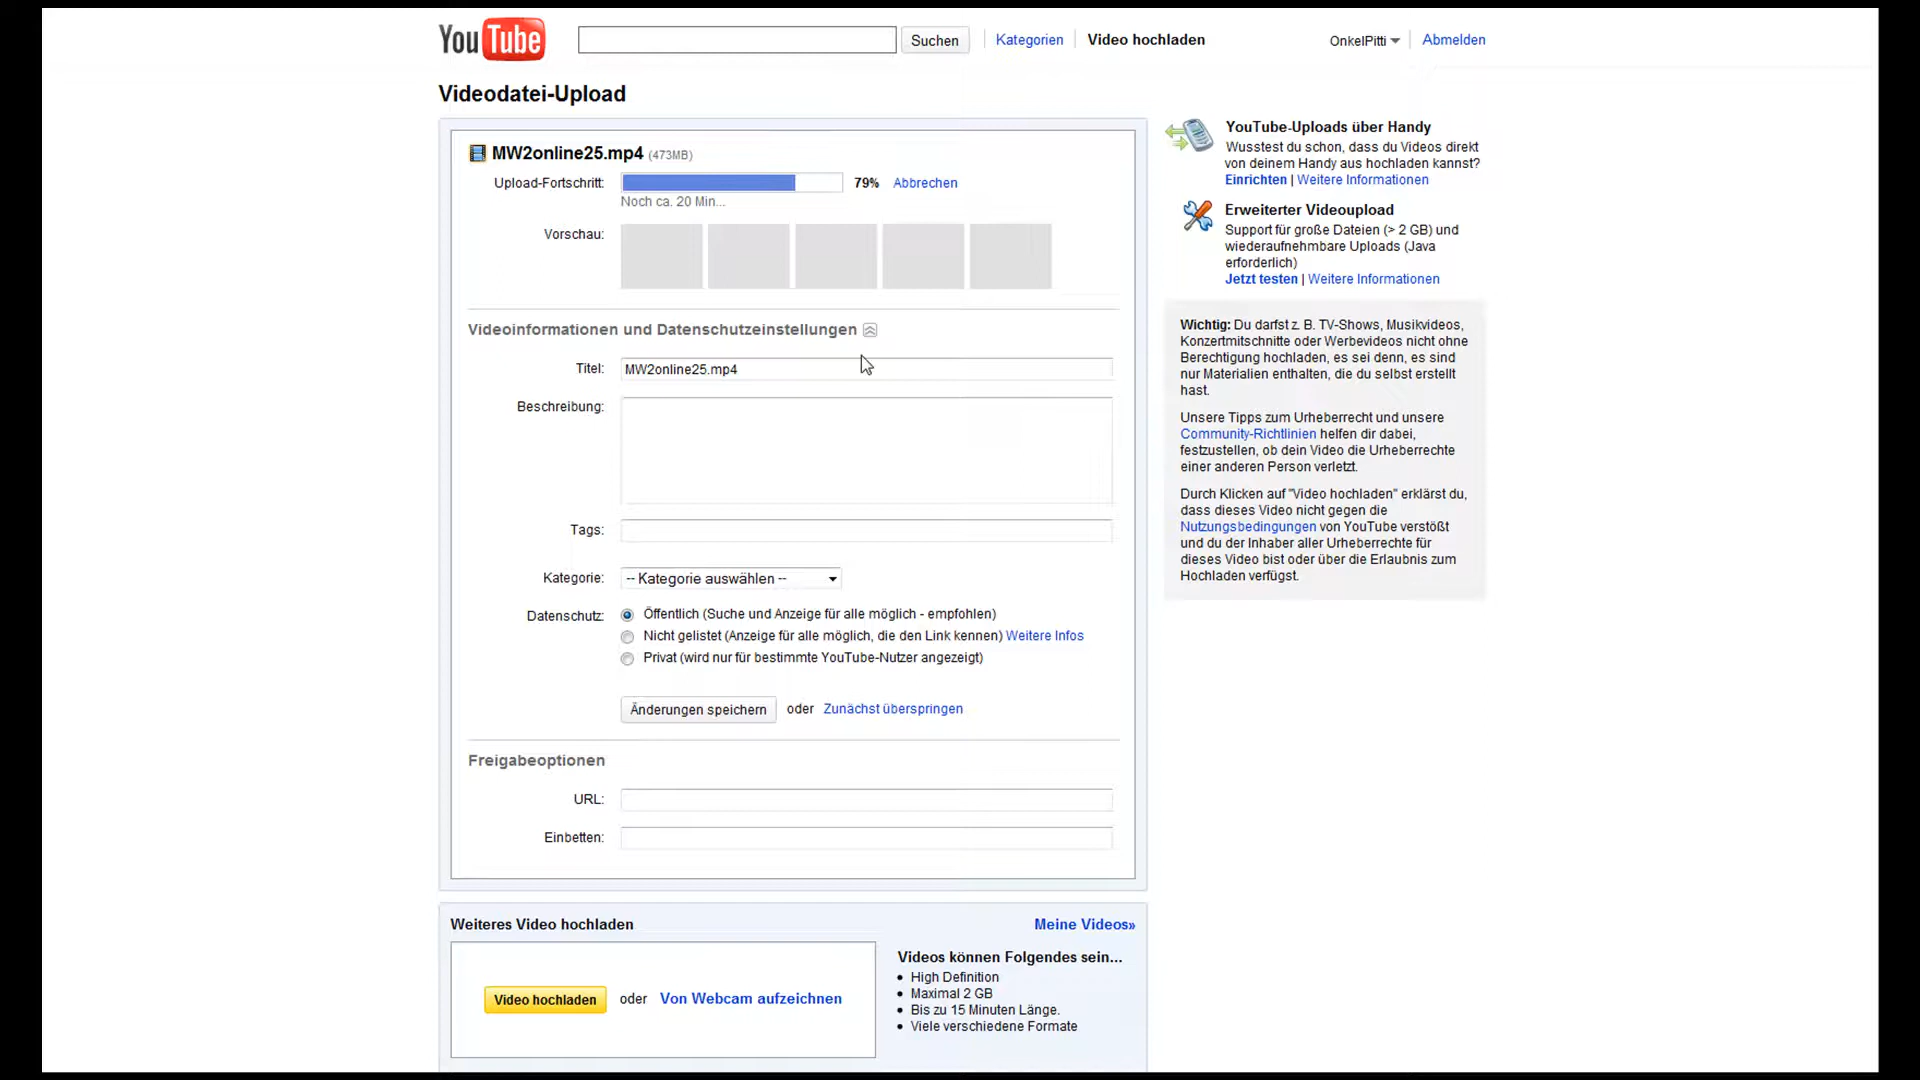 YouTube
Suchen
Kategorien
Video hochladen
OnkelPitti
Abmelden
Videodatei-Upload
MW2online25.mp4 (473MB)
Upload-Fortschritt:
79%
Abbrechen
Noch ca. 20 Min...
Vorschau:
Videoinformationen und Datenschutzeinstellungen
Titel:
MW2online25.mp4
Beschreibung:
Tags:
Kategorie:
-- Kategorie auswählen --
Datenschutz:
Öffentlich (Suche und Anzeige für alle möglich - empfohlen)
Nicht gelistet (Anzeige für alle möglich, die den Link kennen) Weitere Infos
Privat (wird nur für bestimmte YouTube-Nutzer angezeigt)
Änderungen speichern oder Zunächst überspringen
Freigabeoptionen
URL:
Einbetten:
Weiteres Video hochladen
Meine Videos»
Video hochladen oder Von Webcam aufzeichnen
Videos können Folgendes sein...
• High Definition
• Maximal 2 GB
• Bis zu 15 Minuten Länge.
• Viele verschiedene Formate
YouTube-Uploads über Handy
Wusstest du schon, dass du Videos direkt
von deinem Handy aus hochladen kannst?
Einrichten | Weitere Informationen
Erweiterter Videoupload
Support für große Dateien (> 2 GB) und
wiederaufnehmbare Uploads (Java
erforderlich)
Jetzt testen | Weitere Informationen
Wichtig: Du darfst z. B. TV-Shows, Musikvideos,
Konzertmitschnitte oder Werbevideos nicht ohne
Berechtigung hochladen, es sei denn, es sind
nur Materialien enthalten, die du selbst erstellt
hast.
Unsere Tipps zum Urheberrecht und unsere
Community-Richtlinien helfen dir dabei,
festzustellen, ob dein Video die Urheberrechte
einer anderen Person verletzt.
Durch Klicken auf "Video hochladen" erklärst du,
dass dieses Video nicht gegen die
Nutzungsbedingungen von YouTube verstößt
und du der Inhaber aller Urheberrechte für
dieses Video bist oder über die Erlaubnis zum
Hochladen verfügst.